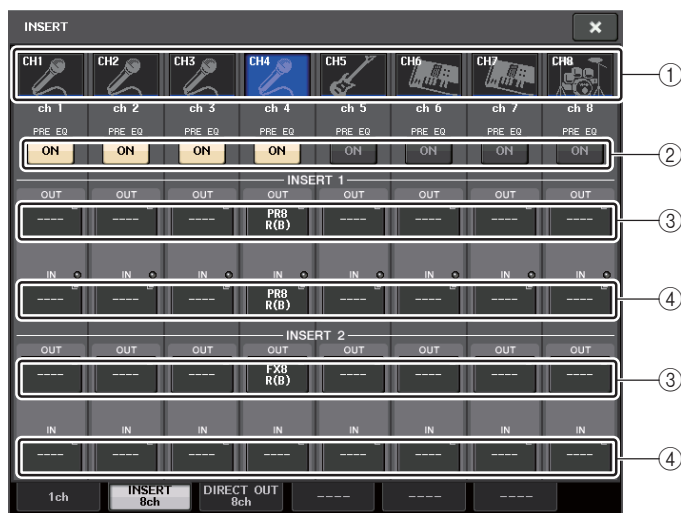 INSERT ×
CH1 CH2 CH3 CH4 CH5 CH6 CH7 CH8 ①
ch 1 ch 2 ch 3 ch 4 ch 5 ch 6 ch 7 ch 8
PRE EQ PRE EQ PRE EQ PRE EQ PRE EQ PRE EQ PRE EQ PRE EQ
ON ON ON ON ON ON ON ON ②
INSERT 1
OUT OUT OUT OUT OUT OUT OUT OUT
---- ---- ---- PR8 ---- ---- ---- ---- ③
R(B)
IN IN IN IN IN IN IN IN
---- ---- ---- PR8 ---- ---- ---- ---- ④
R(B)
INSERT 2
OUT OUT OUT OUT OUT OUT OUT OUT
---- ---- ---- FX8 ---- ---- ---- ---- ③
R(B)
IN IN IN IN IN IN IN IN
---- ---- ---- ---- ---- ---- ---- ---- ④
1ch INSERT DIRECT OUT ---- ---- ----
8ch 8ch